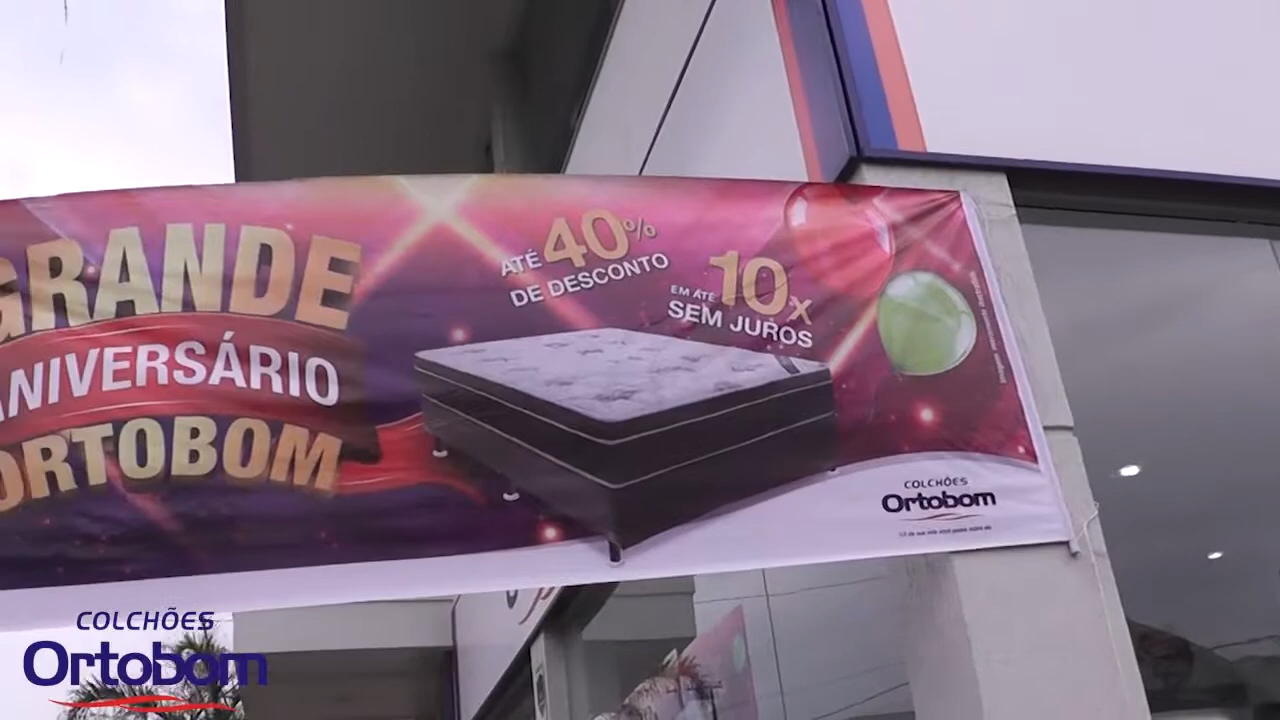 GRANDE
ANIVERSÁRIO
ORTOBOM
ATÉ 40%
DE DESCONTO
EM ATÉ 10x
SEM JUROS
COLCHÕES
Ortobom
COLCHÕES
Ortobom